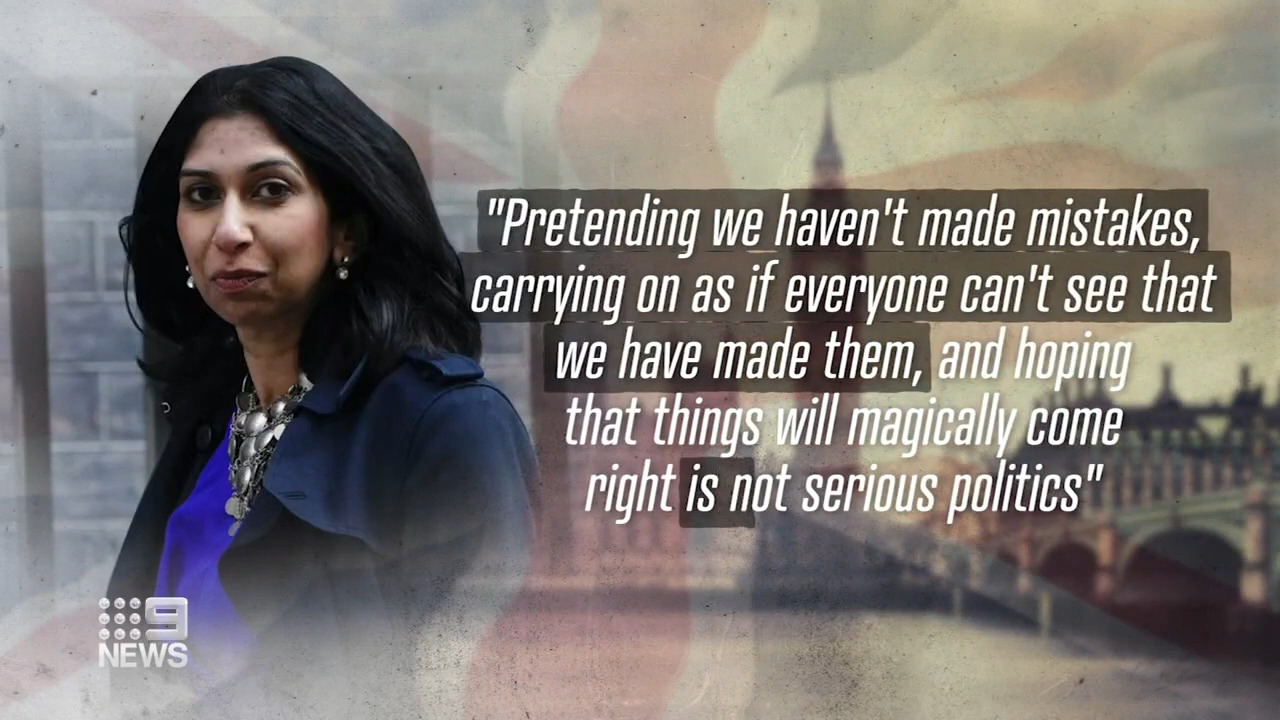 "Pretending we haven't made mistakes,
carrying on as if everyone can't see that
we have made them, and hoping
that things will magically come
right is not serious politics"
9
NEWS